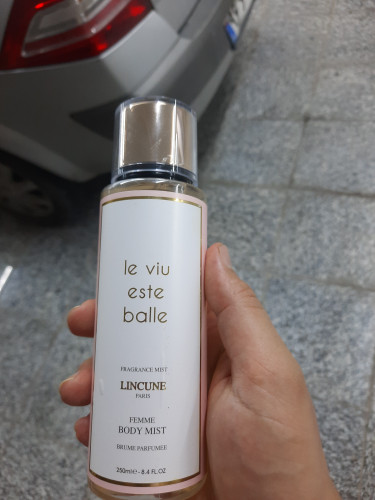 le viu
este
balle
FRAGRANCE MIST
LINCUNE
PARIS
FEMME
BODY MIST
BRUME PARFUMEE
250ml℮ - 8.4 FL.OZ